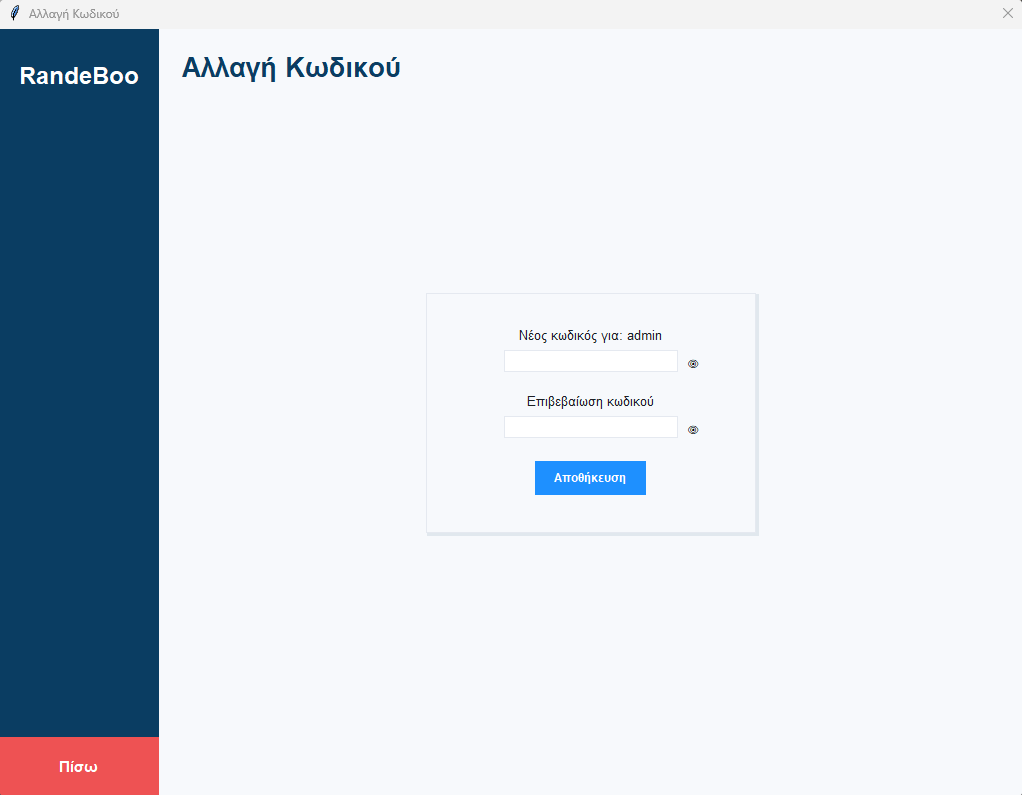 Αλλαγή Κωδικού
RandeBoo
Αλλαγή Κωδικού
Νέος κωδικός για: admin
Επιβεβαίωση κωδικού
Αποθήκευση
Πίσω